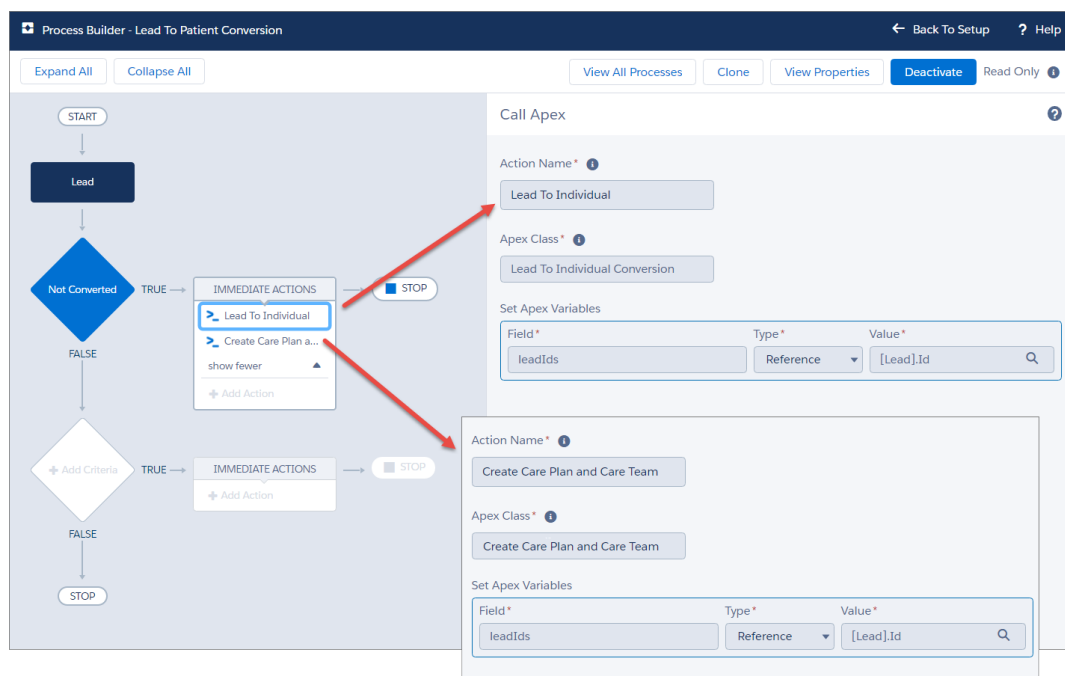 Process Builder - Lead To Patient Conversion
Back To Setup
? Help
Expand All
Collapse All
View All Processes
Clone
View Properties
Deactivate
Read Only
START
Lead
Not Converted
TRUE
IMMEDIATE ACTIONS
Lead To Individual
Create Care Plan a...
show fewer
+ Add Action
STOP
FALSE
+ Add Criteria
TRUE
IMMEDIATE ACTIONS
+ Add Action
STOP
FALSE
STOP
Call Apex
Action Name*
Lead To Individual
Apex Class*
Lead To Individual Conversion
Set Apex Variables
Field* Type* Value*
leadIds Reference [Lead].Id
Action Name*
Create Care Plan and Care Team
Apex Class*
Create Care Plan and Care Team
Set Apex Variables
Field* Type* Value*
leadIds Reference [Lead].Id